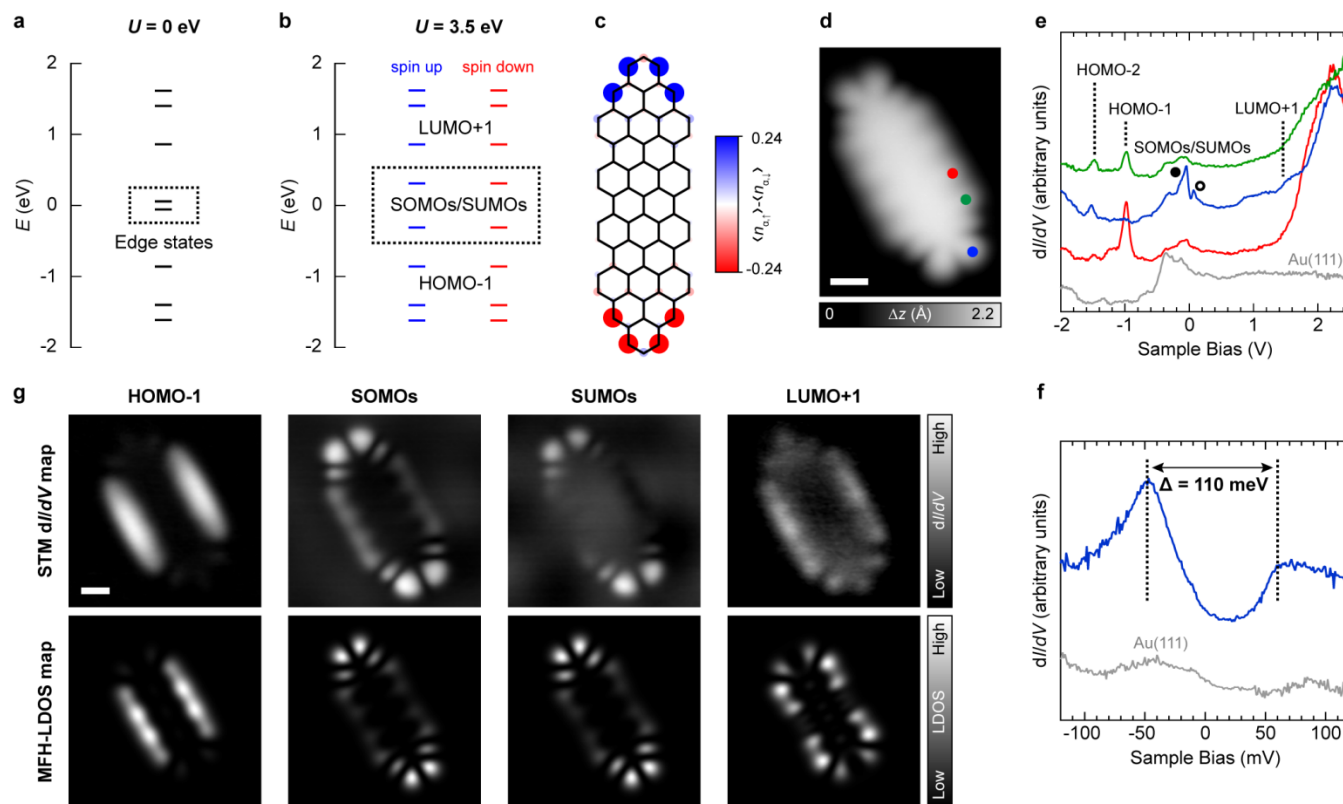 a
U = 0 eV
E (eV)
2
1
0
-1
-2
Edge states
b
U = 3.5 eV
E (eV)
2
1
0
-1
-2
spin up
spin down
LUMO+1
SOMOs/SUMOs
HOMO-1
c
0.24
-0.24
⟨nα,↑⟩-⟨nα,↓⟩
d
0
Δz (Å)
2.2
e
dI/dV (arbitrary units)
HOMO-2
HOMO-1
LUMO+1
SOMOs/SUMOs
Au(111)
-2
-1
0
1
2
Sample Bias (V)
f
dI/dV (arbitrary units)
Δ = 110 meV
Au(111)
-100
-50
0
50
100
Sample Bias (mV)
g
HOMO-1
SOMOs
SUMOs
LUMO+1
STM dI/dV map
High
dI/dV
Low
MFH-LDOS map
High
LDOS
Low